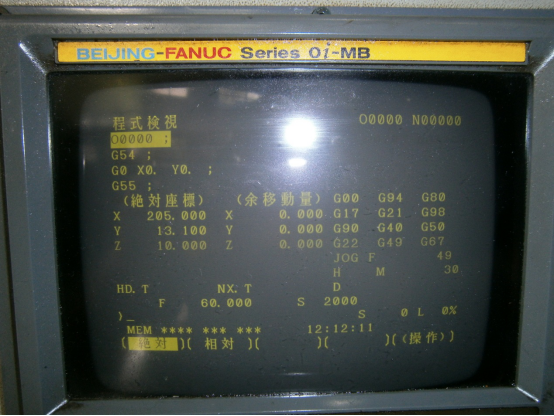 BEIJING-FANUC Series 0i-MB
程式検視 O0000 N00000
O0000 ;
G54 ;
G0 X0. Y0. ;
G55 ;
(絶対座標) (余移動量) G00 G94 G80
X 205.000 X 0.000 G17 G21 G98
Y 13.100 Y 0.000 G90 G40 G50
Z 10.000 Z 0.000 G22 G49 G67
JOG F 49
H M 30
HD.T NX.T D
F 60.000 S 2000
S 0 L 0%
)_
MEM **** *** *** 12:12:11
( 絶対 )( 相対 )( )( )((操作))